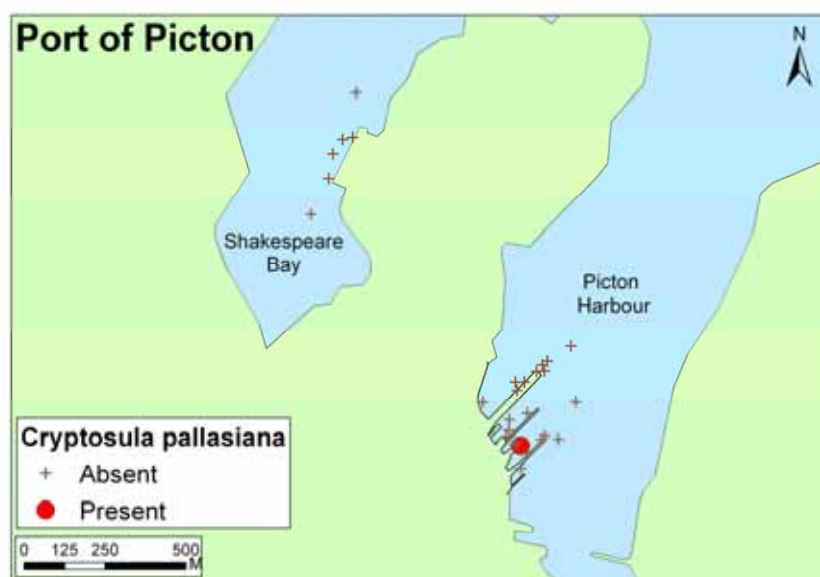 Port of Picton
N
Shakespeare
Bay
Picton
Harbour
Cryptosula pallasiana
Absent
Present
0 125 250 500
M